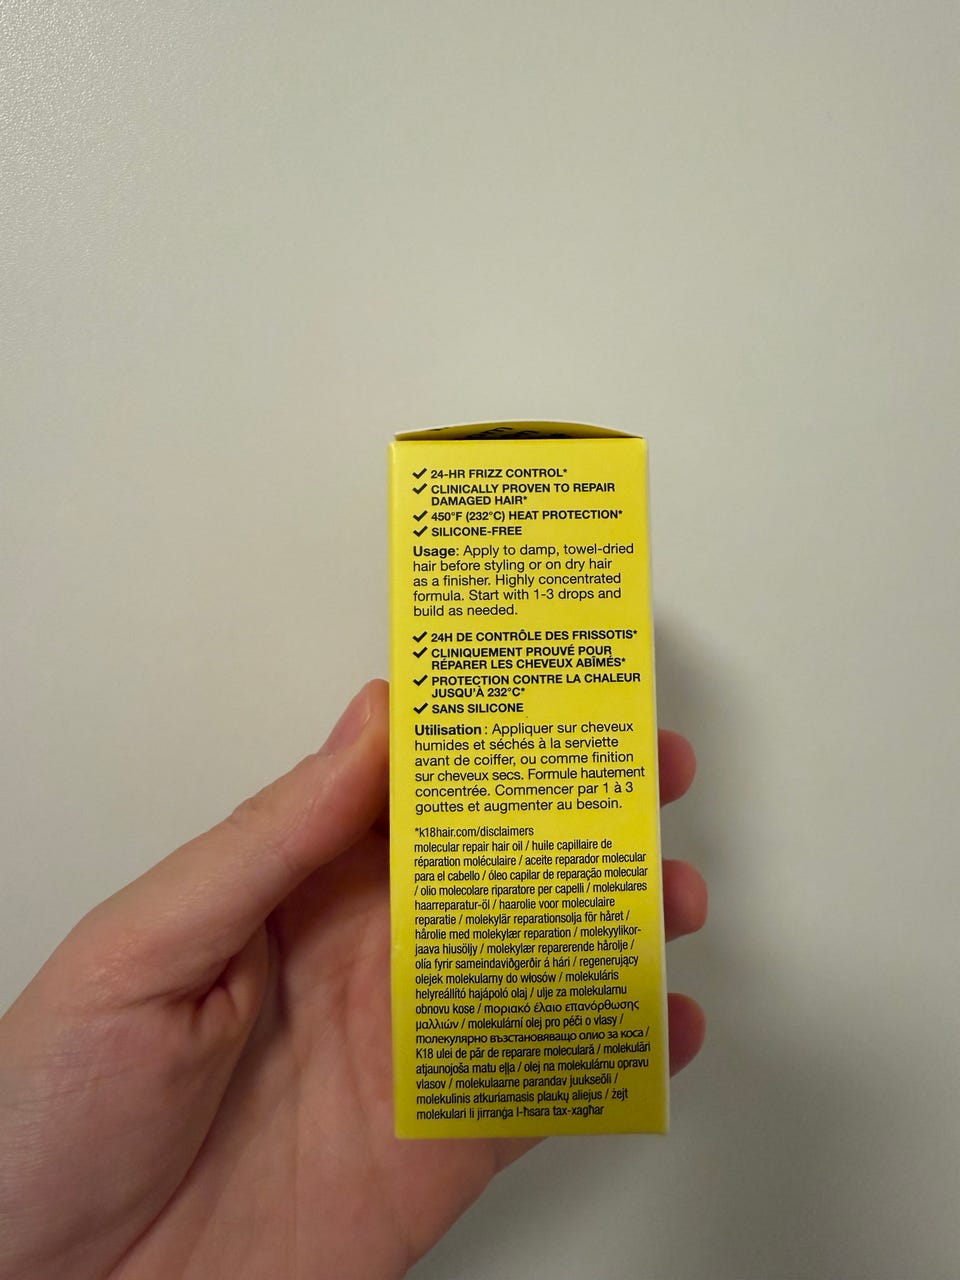 ✓ 24-HR FRIZZ CONTROL*
✓ CLINICALLY PROVEN TO REPAIR
DAMAGED HAIR*
✓ 450°F (232°C) HEAT PROTECTION*
✓ SILICONE-FREE
Usage: Apply to damp, towel-dried
hair before styling or on dry hair
as a finisher. Highly concentrated
formula. Start with 1-3 drops and
build as needed.
✓ 24H DE CONTRÔLE DES FRISSOTIS*
✓ CLINIQUEMENT PROUVÉ POUR
RÉPARER LES CHEVEUX ABÎMÉS*
✓ PROTECTION CONTRE LA CHALEUR
JUSQU'À 232°C*
✓ SANS SILICONE
Utilisation : Appliquer sur cheveux
humides et séchés à la serviette
avant de coiffer, ou comme finition
sur cheveux secs. Formule hautement
concentrée. Commencer par 1 à 3
gouttes et augmenter au besoin.
*k18hair.com/disclaimers
molecular repair hair oil / huile capillaire de
réparation moléculaire / aceite reparador molecular
para el cabello / óleo capilar de reparação molecular
/ olio molecolare riparatore per capelli / molekulares
haarreparatur-öl / haarolie voor moleculaire
reparatie / molekylär reparationsolja för håret /
hårolie med molekylær reparation / molekyylikor-
jaava hiusöljy / molekylær reparerende hårolje /
olía fyrir sameindaviðgerðir á hári / regenerujący
olejek molekularny do włosów / molekuláris
helyreállító hajápoló olaj / ulje za molekularnu
obnovu kose / μοριακό έλαιο επανόρθωσης
μαλλιών / molekulární olej pro péči o vlasy /
молекулярно възстановяващо олио за коса /
K18 ulei de păr de reparare moleculară / molekulāri
atjaunojoša matu eļļa / olej na molekulárnu opravu
vlasov / molekulaarne parandav juukseõli /
molekulinis atkuriamasis plaukų aliejus / żejt
molekulari li jirranġa l-ħsara tax-xagħar